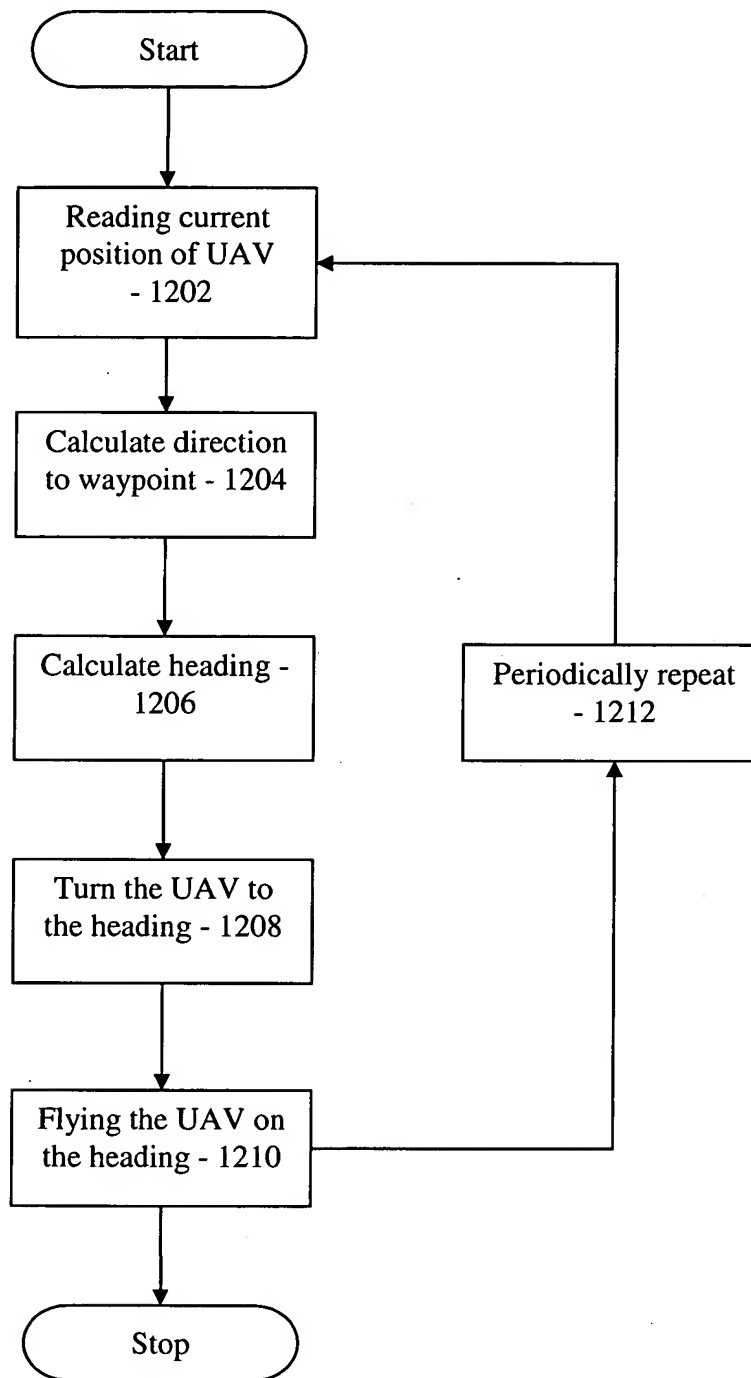 Start
Reading current
position of UAV
- 1202
Calculate direction
to waypoint - 1204
Calculate heading -
1206
Periodically repeat
- 1212
Turn the UAV to
the heading - 1208
Flying the UAV on
the heading - 1210
Stop